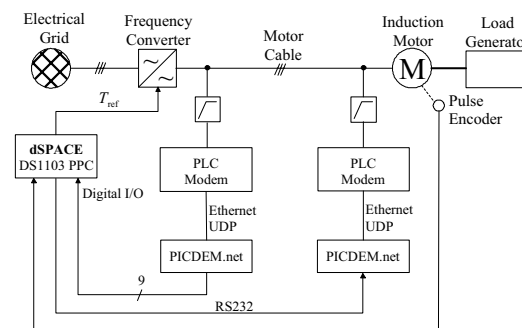 Electrical
Grid
Frequency
Converter
Motor
Cable
Induction
Motor
Load
Generator
M
Pulse
Encoder
Tref
dSPACE
DS1103 PPC
Digital I/O
PLC
Modem
PLC
Modem
Ethernet
UDP
Ethernet
UDP
PICDEM.net
PICDEM.net
9
RS232